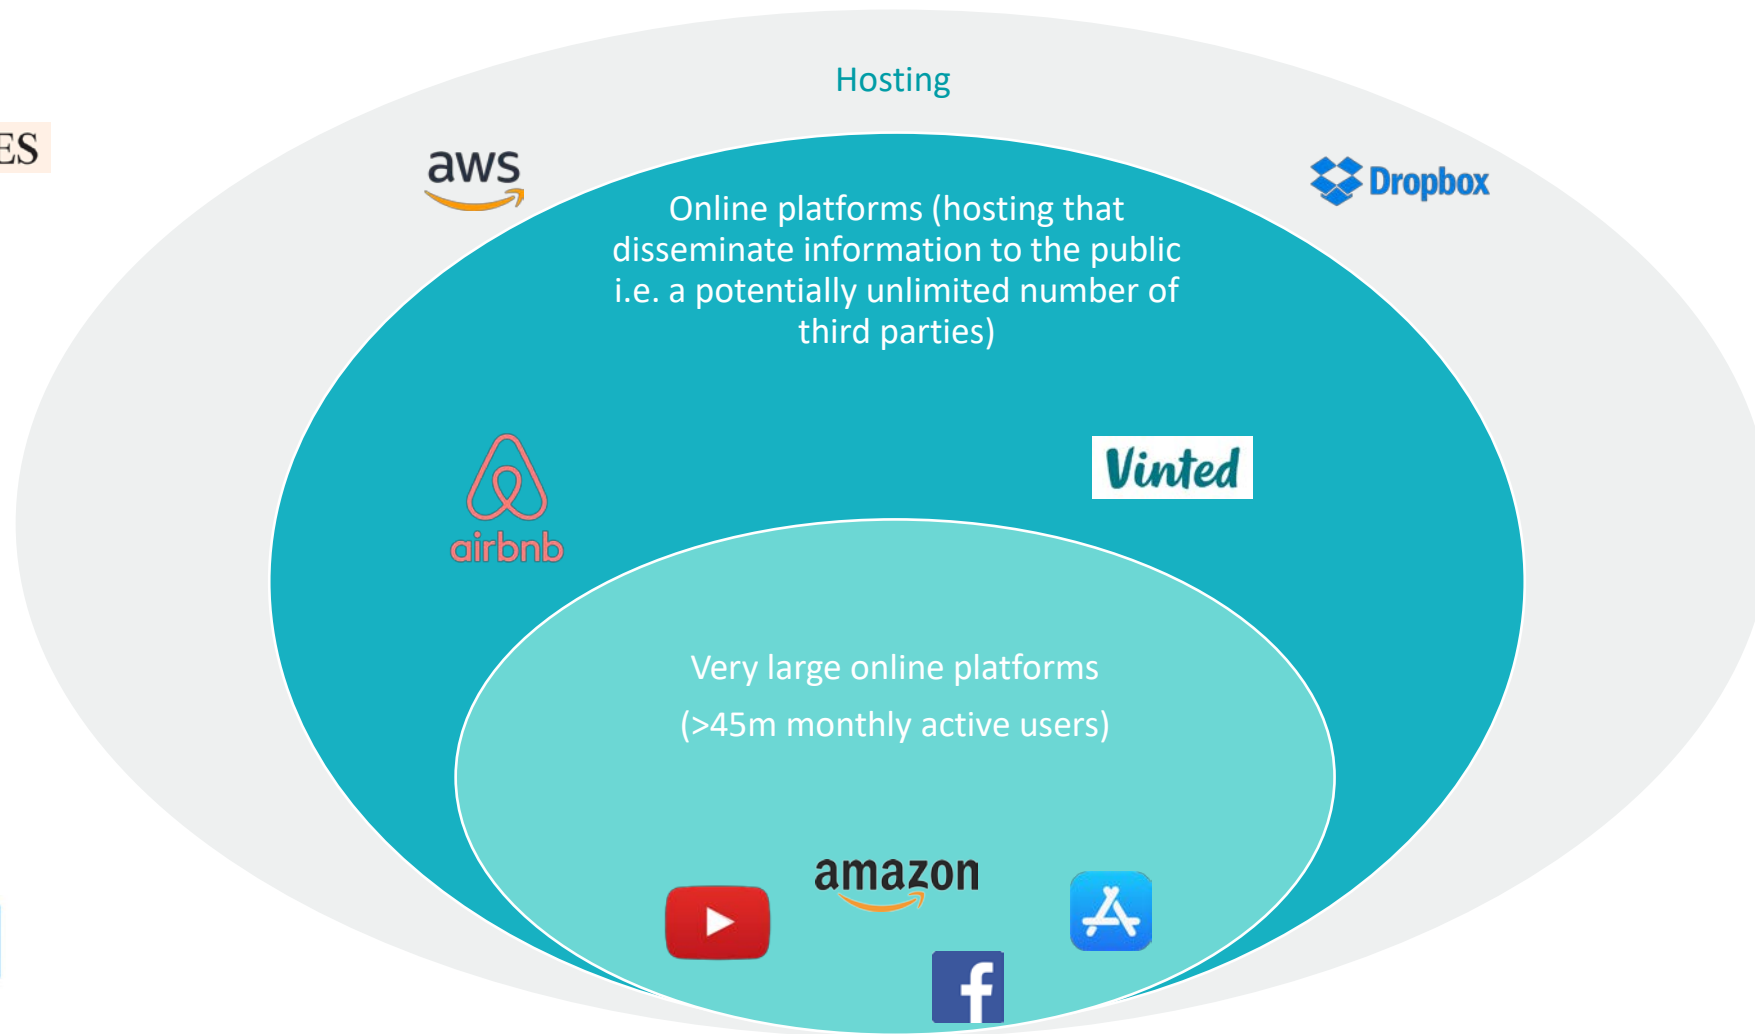 Hosting
ES
aws
Dropbox
Online platforms (hosting that
disseminate information to the public
i.e. a potentially unlimited number of
third parties)
Vinted
airbnb
Very large online platforms
(>45m monthly active users)
amazon
f